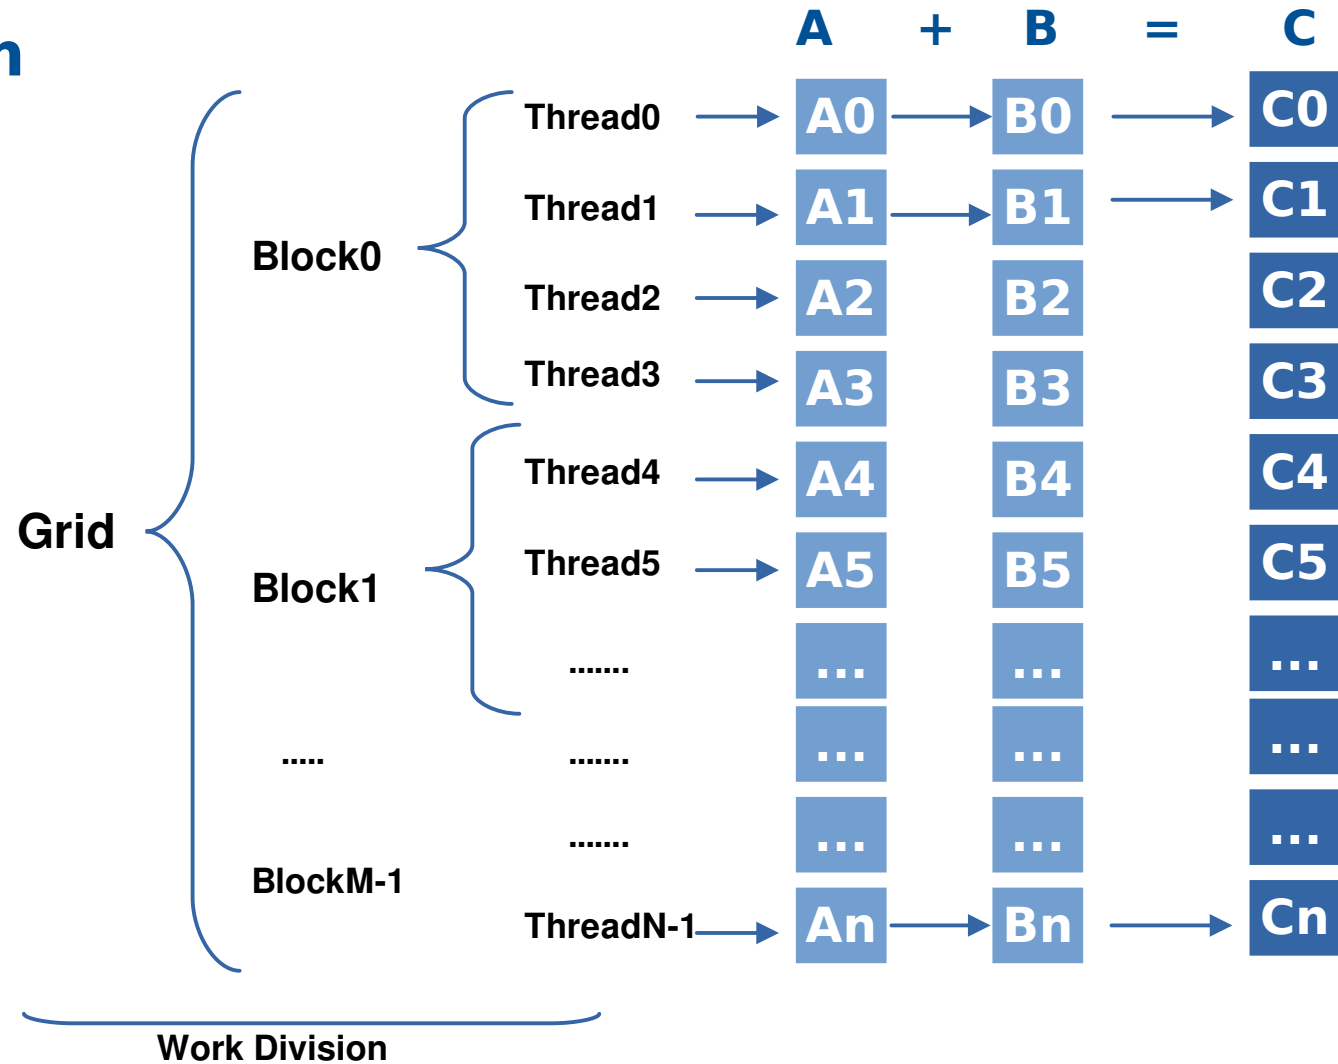 n
A + B = C
Thread0 A0 B0 C0
Thread1 A1 B1 C1
Block0
Thread2 A2 B2 C2
Thread3 A3 B3 C3
Thread4 A4 B4 C4
Grid
Thread5 A5 B5 C5
Block1
....... ... ... ...
..... ....... ... ... ...
....... ... ... ...
BlockM-1
ThreadN-1 An Bn Cn
Work Division